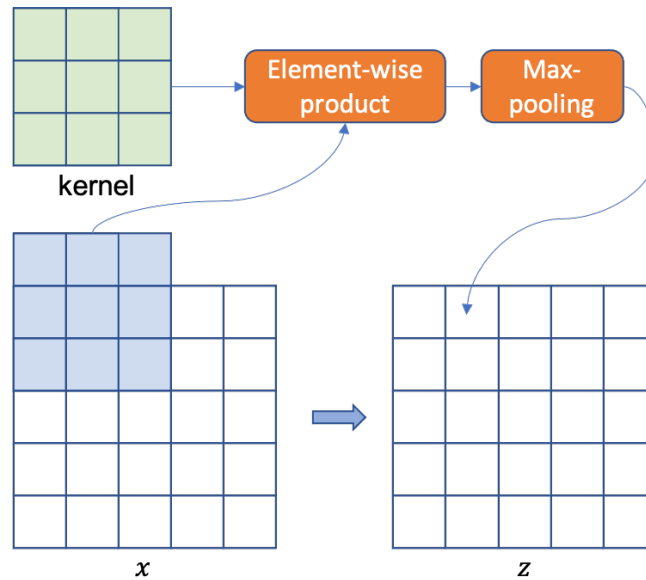 Element-wise
product
Max-
pooling
kernel
x
z